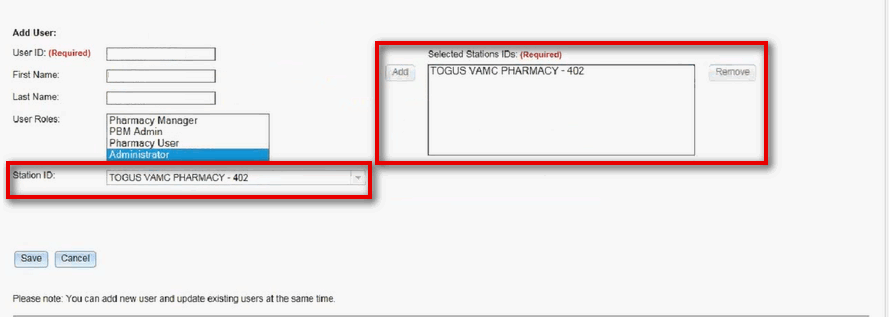 Add User:
User ID: (Required)
First Name:
Last Name:
User Roles:
Pharmacy Manager
PBM Admin
Pharmacy User
Administrator
Station ID:
TOGUS VAMC PHARMACY - 402
Selected Stations IDs: (Required)
Add
TOGUS VAMC PHARMACY - 402
Remove
Save
Cancel
Please note: You can add new user and update existing users at the same time.